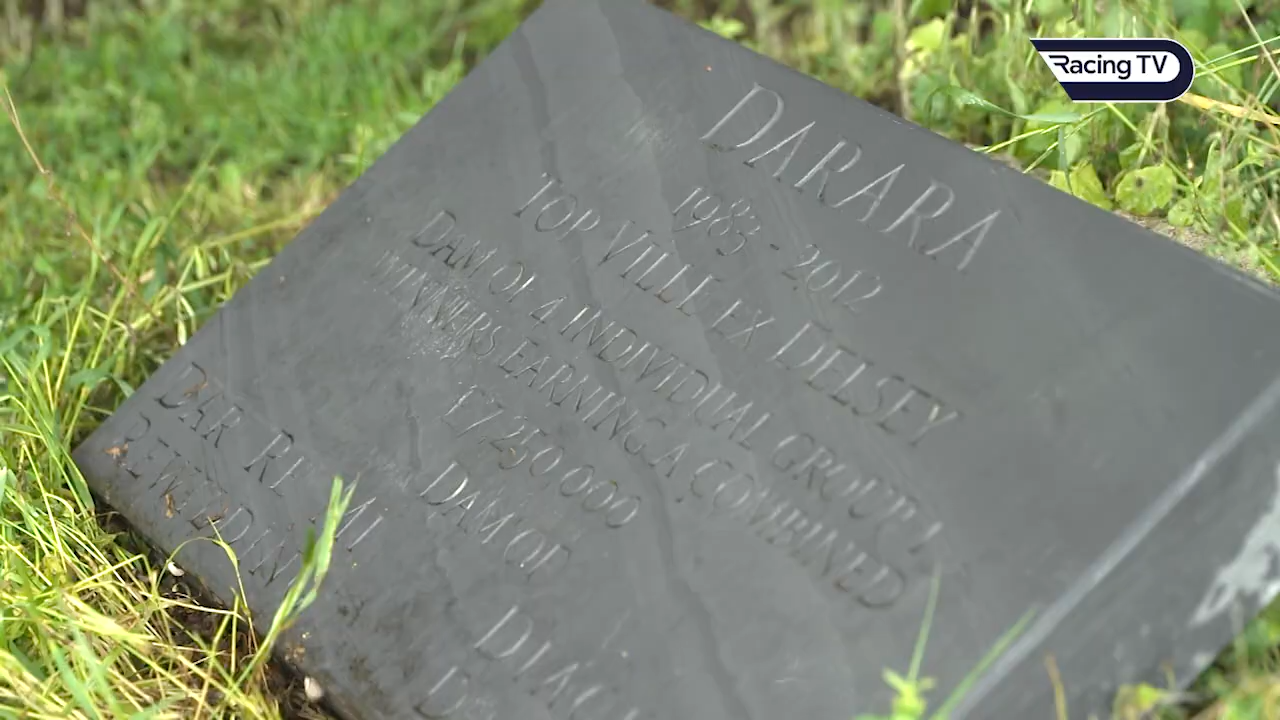 Racing TV
DARARA
1983 - 2012
TOP VILLE EX DELSEY
DAM OF 4 INDIVIDUAL GROUP 1
WINNERS EARNING A COMBINED
£7,250,000
DAM OF
DAR RE MI
REWILDING